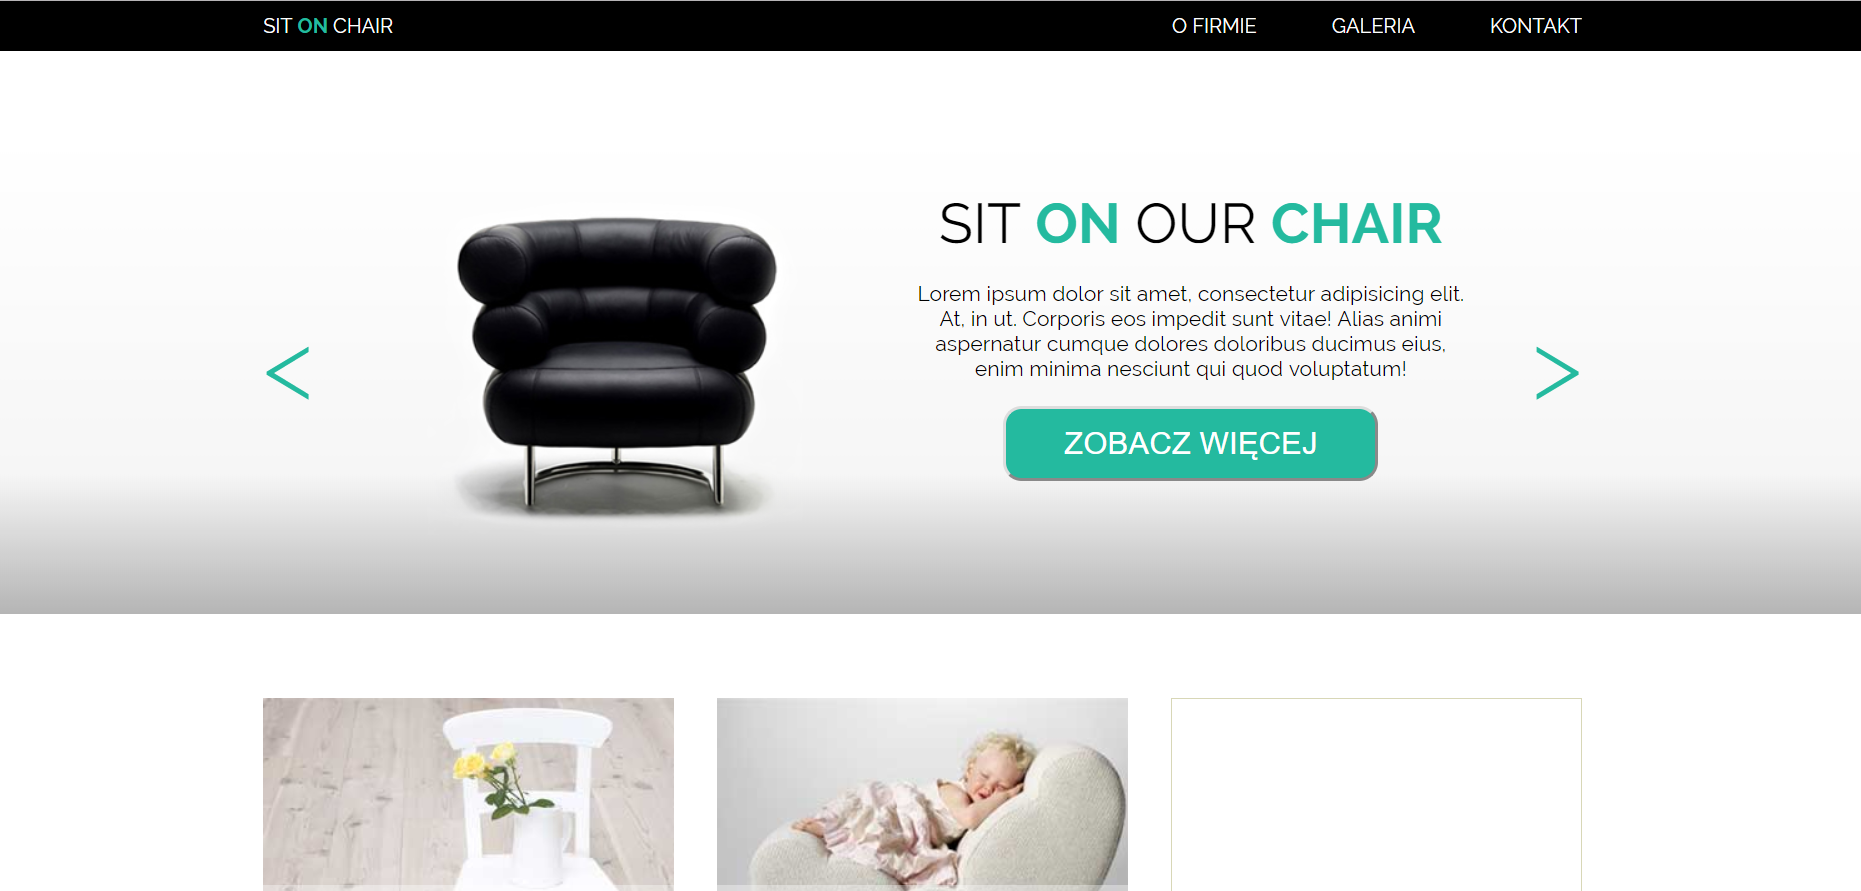 SIT ON CHAIR
O FIRMIE
GALERIA
KONTAKT
SIT ON OUR CHAIR
Lorem ipsum dolor sit amet, consectetur adipisicing elit.
At, in ut. Corporis eos impedit sunt vitae! Alias animi
aspernatur cumque dolores doloribus ducimus eius,
enim minima nesciunt qui quod voluptatum!
<
>
ZOBACZ WIĘCEJ